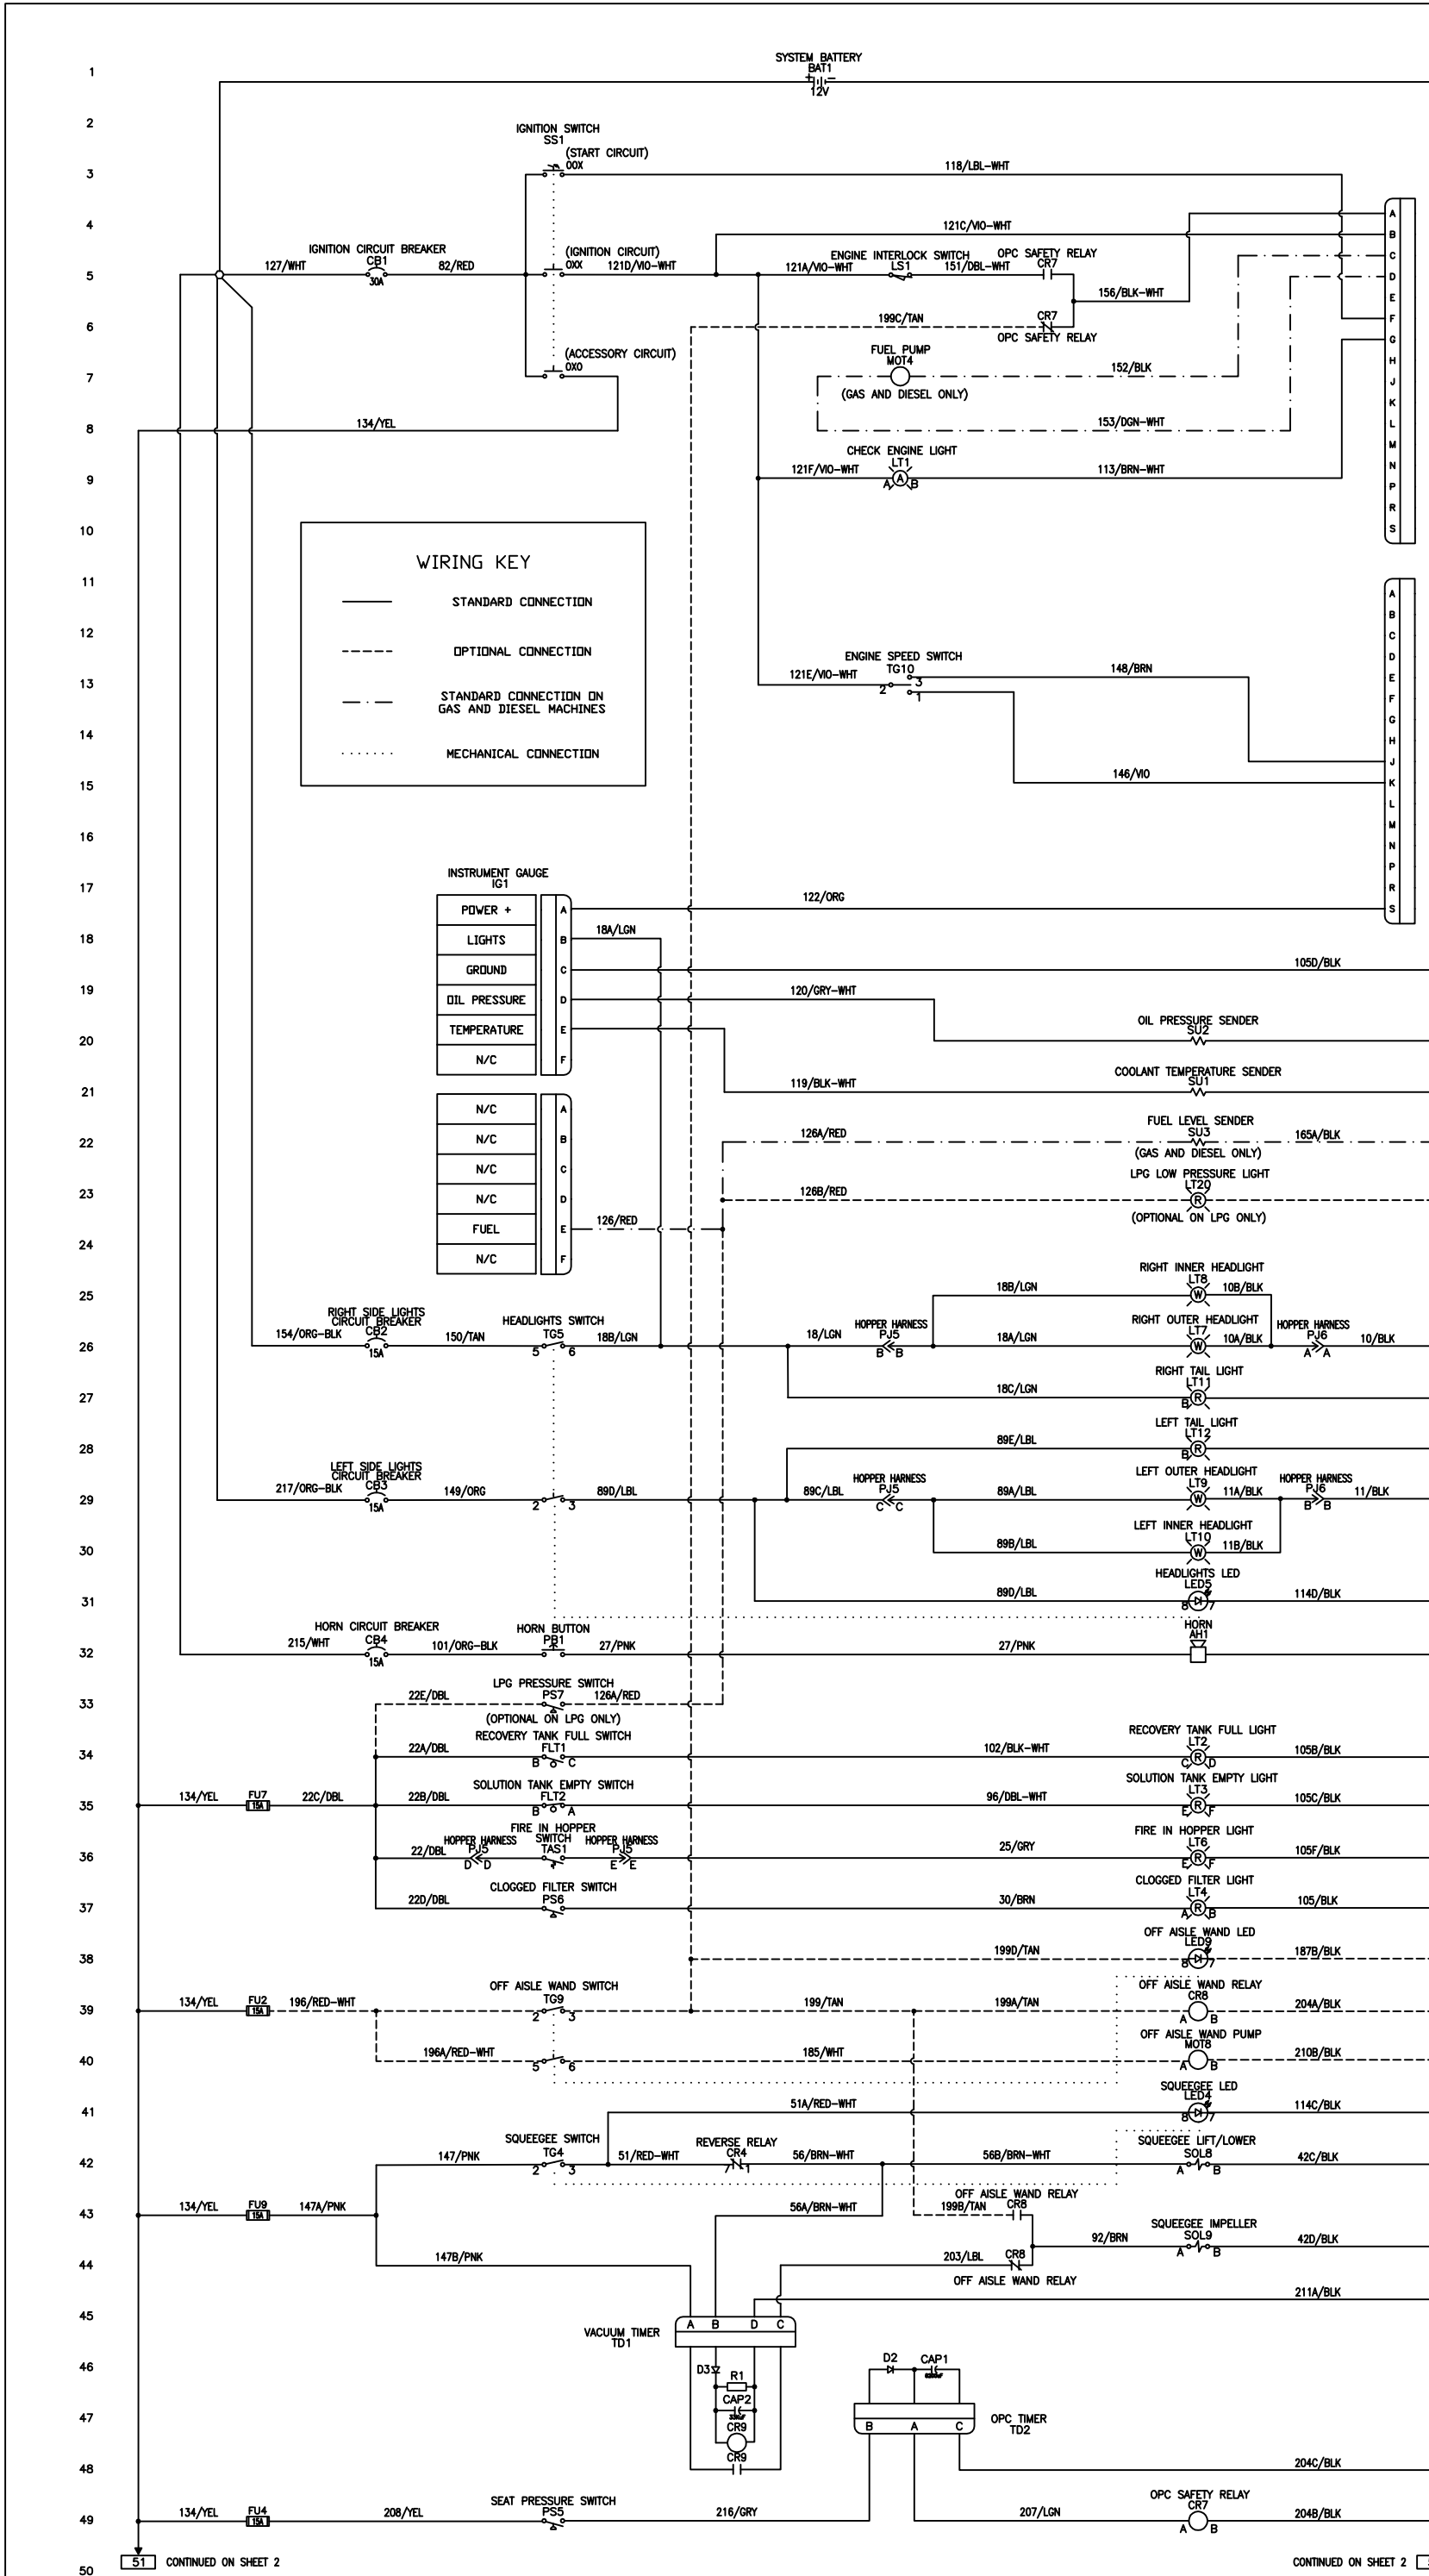 SYSTEM BATTERY
BAT1
1
+ −
12V
2
IGNITION SWITCH
SS1
(START CIRCUIT)
OOX
3
118/LBL-WHT
4
121C/VIO-WHT
A
B
C
D
E
F
G
H
J
K
L
M
N
P
R
S
IGNITION CIRCUIT BREAKER
(IGNITION CIRCUIT)
ENGINE INTERLOCK SWITCH
OPC SAFETY RELAY
5
127/WHT
CB1
82/RED
OXX
121D/VIO-WHT
121A/VIO-WHT
LS1
151/DBL-WHT
CR7
30A
156/BLK-WHT
6
199C/TAN
CR7
OPC SAFETY RELAY
(ACCESSORY CIRCUIT)
FUEL PUMP
MOT4
7
OXO
152/BLK
(GAS AND DIESEL ONLY)
8
134/YEL
153/DGN-WHT
CHECK ENGINE LIGHT
LT1
9
121F/VIO-WHT
A A B
113/BRN-WHT
10
WIRING KEY
11
STANDARD CONNECTION
12
OPTIONAL CONNECTION
STANDARD CONNECTION ON
GAS AND DIESEL MACHINES
MECHANICAL CONNECTION
A
B
C
D
E
F
G
H
J
K
L
M
N
P
R
S
ENGINE SPEED SWITCH
13
121E/VIO-WHT
TG10
2 3
1
148/BRN
14
15
146/VIO
16
17
INSTRUMENT GAUGE
IG1
POWER + A
122/ORG
18
LIGHTS B
18A/LGN
GROUND C
105D/BLK
19
OIL PRESSURE D
120/GRY-WHT
20
TEMPERATURE E
OIL PRESSURE SENDER
SU2
N/C F
COOLANT TEMPERATURE SENDER
SU1
21
119/BLK-WHT
N/C A
22
N/C B
126A/RED
FUEL LEVEL SENDER
SU3
165A/BLK
(GAS AND DIESEL ONLY)
N/C C
LPG LOW PRESSURE LIGHT
LT20
23
N/C D
126B/RED
R
(OPTIONAL ON LPG ONLY)
FUEL E
126/RED
24
N/C F
RIGHT INNER HEADLIGHT
LT8
25
18B/LGN
W
10B/BLK
RIGHT SIDE LIGHTS
CIRCUIT BREAKER
HEADLIGHTS SWITCH
HOPPER HARNESS
RIGHT OUTER HEADLIGHT
HOPPER HARNESS
26
154/ORG-BLK
CB2
15A
150/TAN
TG5
5 6
18B/LGN
18/LGN
PJ5
B B
18A/LGN
LT7
W
10A/BLK
PJ6
A A
10/BLK
RIGHT TAIL LIGHT
LT11
27
18C/LGN
B R
LEFT TAIL LIGHT
LT12
28
89E/LBL
B R
LEFT SIDE LIGHTS
CIRCUIT BREAKER
HOPPER HARNESS
LEFT OUTER HEADLIGHT
HOPPER HARNESS
29
217/ORG-BLK
CB3
15A
149/ORG
2 3
89D/LBL
89C/LBL
PJ5
C C
89A/LBL
LT9
W
11A/BLK
PJ6
B B
11/BLK
LEFT INNER HEADLIGHT
LT10
30
89B/LBL
W
11B/BLK
HEADLIGHTS LED
LED5
31
89D/LBL
8 7
114D/BLK
HORN CIRCUIT BREAKER
HORN BUTTON
HORN
AH1
32
215/WHT
CB4
15A
101/ORG-BLK
PB1
27/PNK
27/PNK
LPG PRESSURE SWITCH
33
22E/DBL
PS7
126A/RED
(OPTIONAL ON LPG ONLY)
RECOVERY TANK FULL SWITCH
RECOVERY TANK FULL LIGHT
34
22A/DBL
FLT1
B C
102/BLK-WHT
LT2
C R D
105B/BLK
SOLUTION TANK EMPTY SWITCH
SOLUTION TANK EMPTY LIGHT
35
134/YEL
FU7
15A
22C/DBL
22B/DBL
FLT2
B A
96/DBL-WHT
LT3
E R F
105C/BLK
FIRE IN HOPPER
SWITCH
HOPPER HARNESS
HOPPER HARNESS
FIRE IN HOPPER LIGHT
36
22/DBL
PJ5
D D
TAS1
PJ5
E E
25/GRY
LT6
E R F
105F/BLK
CLOGGED FILTER SWITCH
CLOGGED FILTER LIGHT
37
22D/DBL
PS6
30/BRN
LT4
A R B
105/BLK
OFF AISLE WAND LED
LED9
38
199D/TAN
8 7
187B/BLK
OFF AISLE WAND SWITCH
OFF AISLE WAND RELAY
39
134/YEL
FU2
15A
196/RED-WHT
TG9
2 3
199/TAN
199A/TAN
CR8
A B
204A/BLK
OFF AISLE WAND PUMP
MOT8
40
196A/RED-WHT
5 6
185/WHT
A B
210B/BLK
SQUEEGEE LED
LED4
41
51A/RED-WHT
8 7
114C/BLK
SQUEEGEE SWITCH
REVERSE RELAY
SQUEEGEE LIFT/LOWER
42
147/PNK
TG4
2 3
51/RED-WHT
CR4
7 1
56/BRN-WHT
56B/BRN-WHT
SOL8
A B
42C/BLK
OFF AISLE WAND RELAY
43
134/YEL
FU9
15A
147A/PNK
56A/BRN-WHT
199B/TAN
CR8
SQUEEGEE IMPELLER
92/BRN
SOL9
A B
42D/BLK
44
147B/PNK
203/LBL
CR8
OFF AISLE WAND RELAY
211A/BLK
45
VACUUM TIMER
TD1
A B D C
46
D3
R1
D2
CAP1
CAP2
47
CR9
B A C
OPC TIMER
TD2
CR9
48
204C/BLK
SEAT PRESSURE SWITCH
OPC SAFETY RELAY
49
134/YEL
FU4
15A
208/YEL
PS5
216/GRY
207/LGN
CR7
A B
204B/BLK
51
CONTINUED ON SHEET 2
CONTINUED ON SHEET 2
50